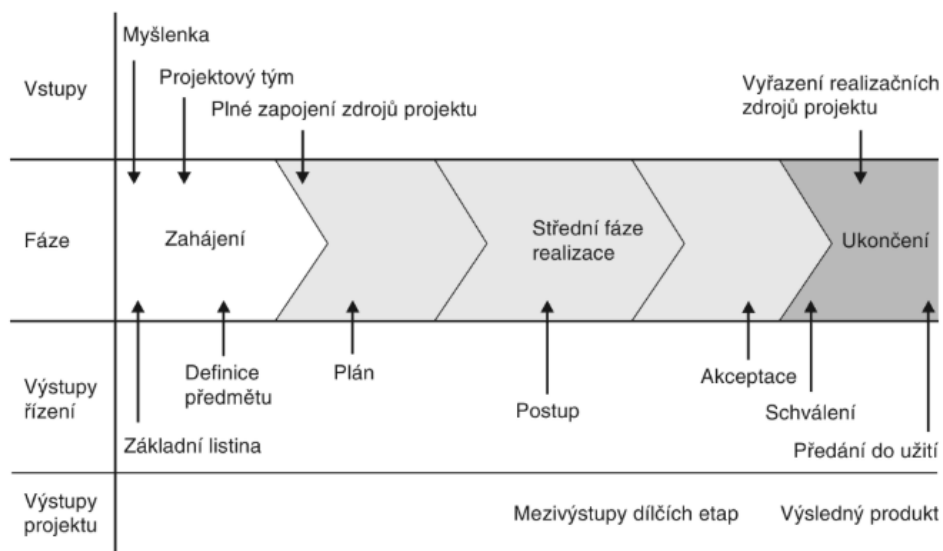 Myšlenka
Projektový tým
Plné zapojení zdrojů projektu
Vyřazení realizačních
zdrojů projektu
Vstupy
Fáze
Zahájení
Střední fáze
realizace
Ukončení
Výstupy
řízení
Definice
předmětu
Plán
Postup
Akceptace
Schválení
Základní listina
Předání do užití
Výstupy
projektu
Mezivýstupy dílčích etap
Výsledný produkt